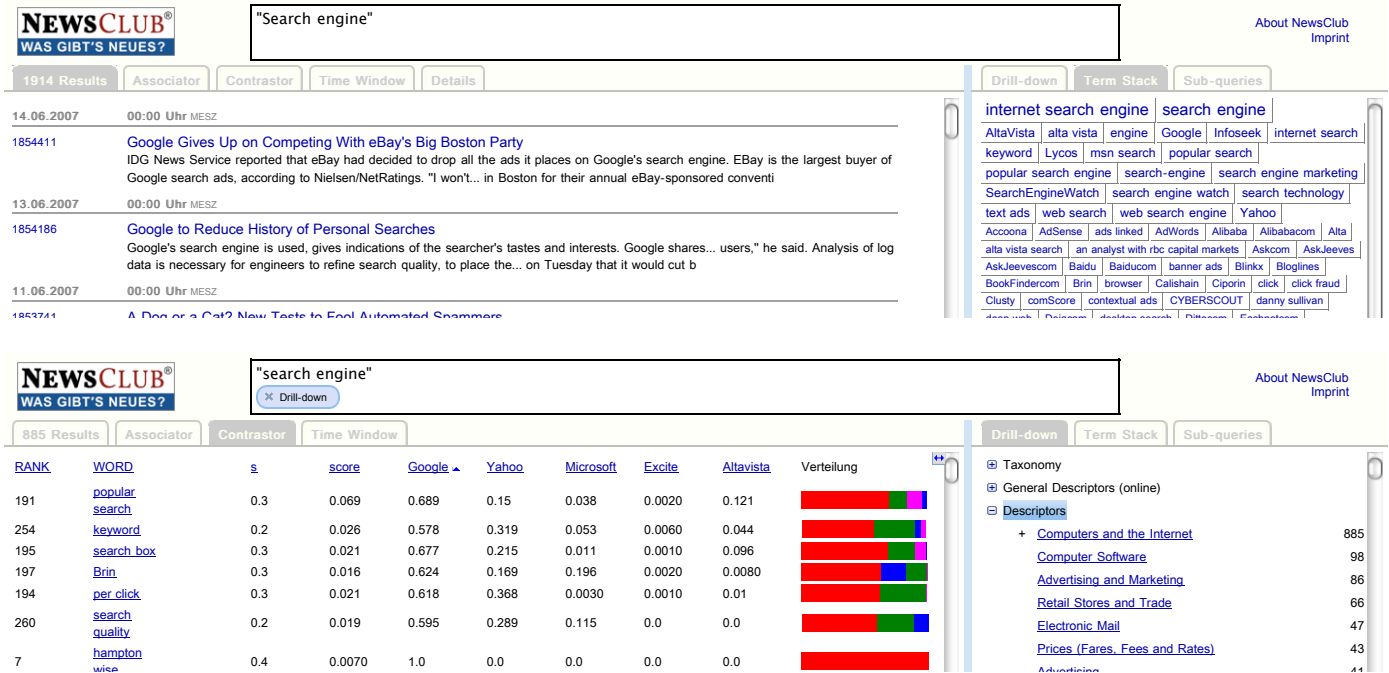 NEWSCLUB®
WAS GIBT'S NEUES?
"Search engine"
About NewsClub
Imprint
1914 Results Associator Contrastor Time Window Details
Drill-down Term Stack Sub-queries
14.06.2007 00:00 Uhr MESZ
1854411 Google Gives Up on Competing With eBay's Big Boston Party
IDG News Service reported that eBay had decided to drop all the ads it places on Google's search engine. EBay is the largest buyer of
Google search ads, according to Nielsen/NetRatings. "I won't... in Boston for their annual eBay-sponsored conventi
13.06.2007 00:00 Uhr MESZ
1854186 Google to Reduce History of Personal Searches
Google's search engine is used, gives indications of the searcher's tastes and interests. Google shares... users," he said. Analysis of log
data is necessary for engineers to refine search quality, to place the... on Tuesday that it would cut b
11.06.2007 00:00 Uhr MESZ
1853741 A Dog or a Cat? New Tests to Fool Automated Spammers
internet search engine search engine
AltaVista alta vista engine Google Infoseek internet search
keyword Lycos msn search popular search
popular search engine search-engine search engine marketing
SearchEngineWatch search engine watch search technology
text ads web search web search engine Yahoo
Accoona AdSense ads linked AdWords Alibaba Alibabacom Alta
alta vista search an analyst with rbc capital markets Askcom AskJeeves
AskJeevescom Baidu Baiducom banner ads Blinkx Bloglines
BookFindercom Brin browser Calishain Ciporin click click fraud
Clusty comScore contextual ads CYBERSCOUT danny sullivan
deep web Dejacom desktop search Dittocom
NEWSCLUB®
WAS GIBT'S NEUES?
"search engine"
× Drill-down
About NewsClub
Imprint
885 Results Associator Contrastor Time Window
Drill-down Term Stack Sub-queries
RANK WORD s score Google Yahoo Microsoft Excite Altavista Verteilung
191 popular search 0.3 0.069 0.689 0.15 0.038 0.0020 0.121
254 keyword 0.2 0.026 0.578 0.319 0.053 0.0060 0.044
195 search box 0.3 0.021 0.677 0.215 0.011 0.0010 0.096
197 Brin 0.3 0.016 0.624 0.169 0.196 0.0020 0.0080
194 per click 0.3 0.021 0.618 0.368 0.0030 0.0010 0.01
260 search quality 0.2 0.019 0.595 0.289 0.115 0.0 0.0
7 hampton wise 0.4 0.0070 1.0 0.0 0.0 0.0 0.0
Taxonomy
General Descriptors (online)
Descriptors
+ Computers and the Internet 885
Computer Software 98
Advertising and Marketing 86
Retail Stores and Trade 66
Electronic Mail 47
Prices (Fares, Fees and Rates) 43
Advertising 41